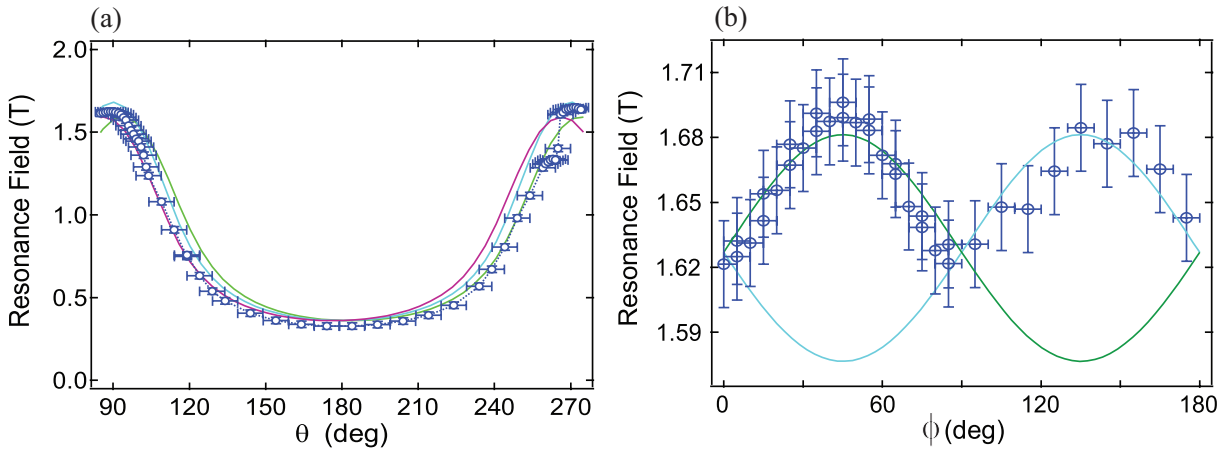 (a)
2.0
1.5
1.0
0.5
0.0
Resonance Field (T)
90 120 150 180 210 240 270
θ (deg)
(b)
1.71
1.68
1.65
1.62
1.59
Resonance Field (T)
0 60 120 180
ϕ (deg)